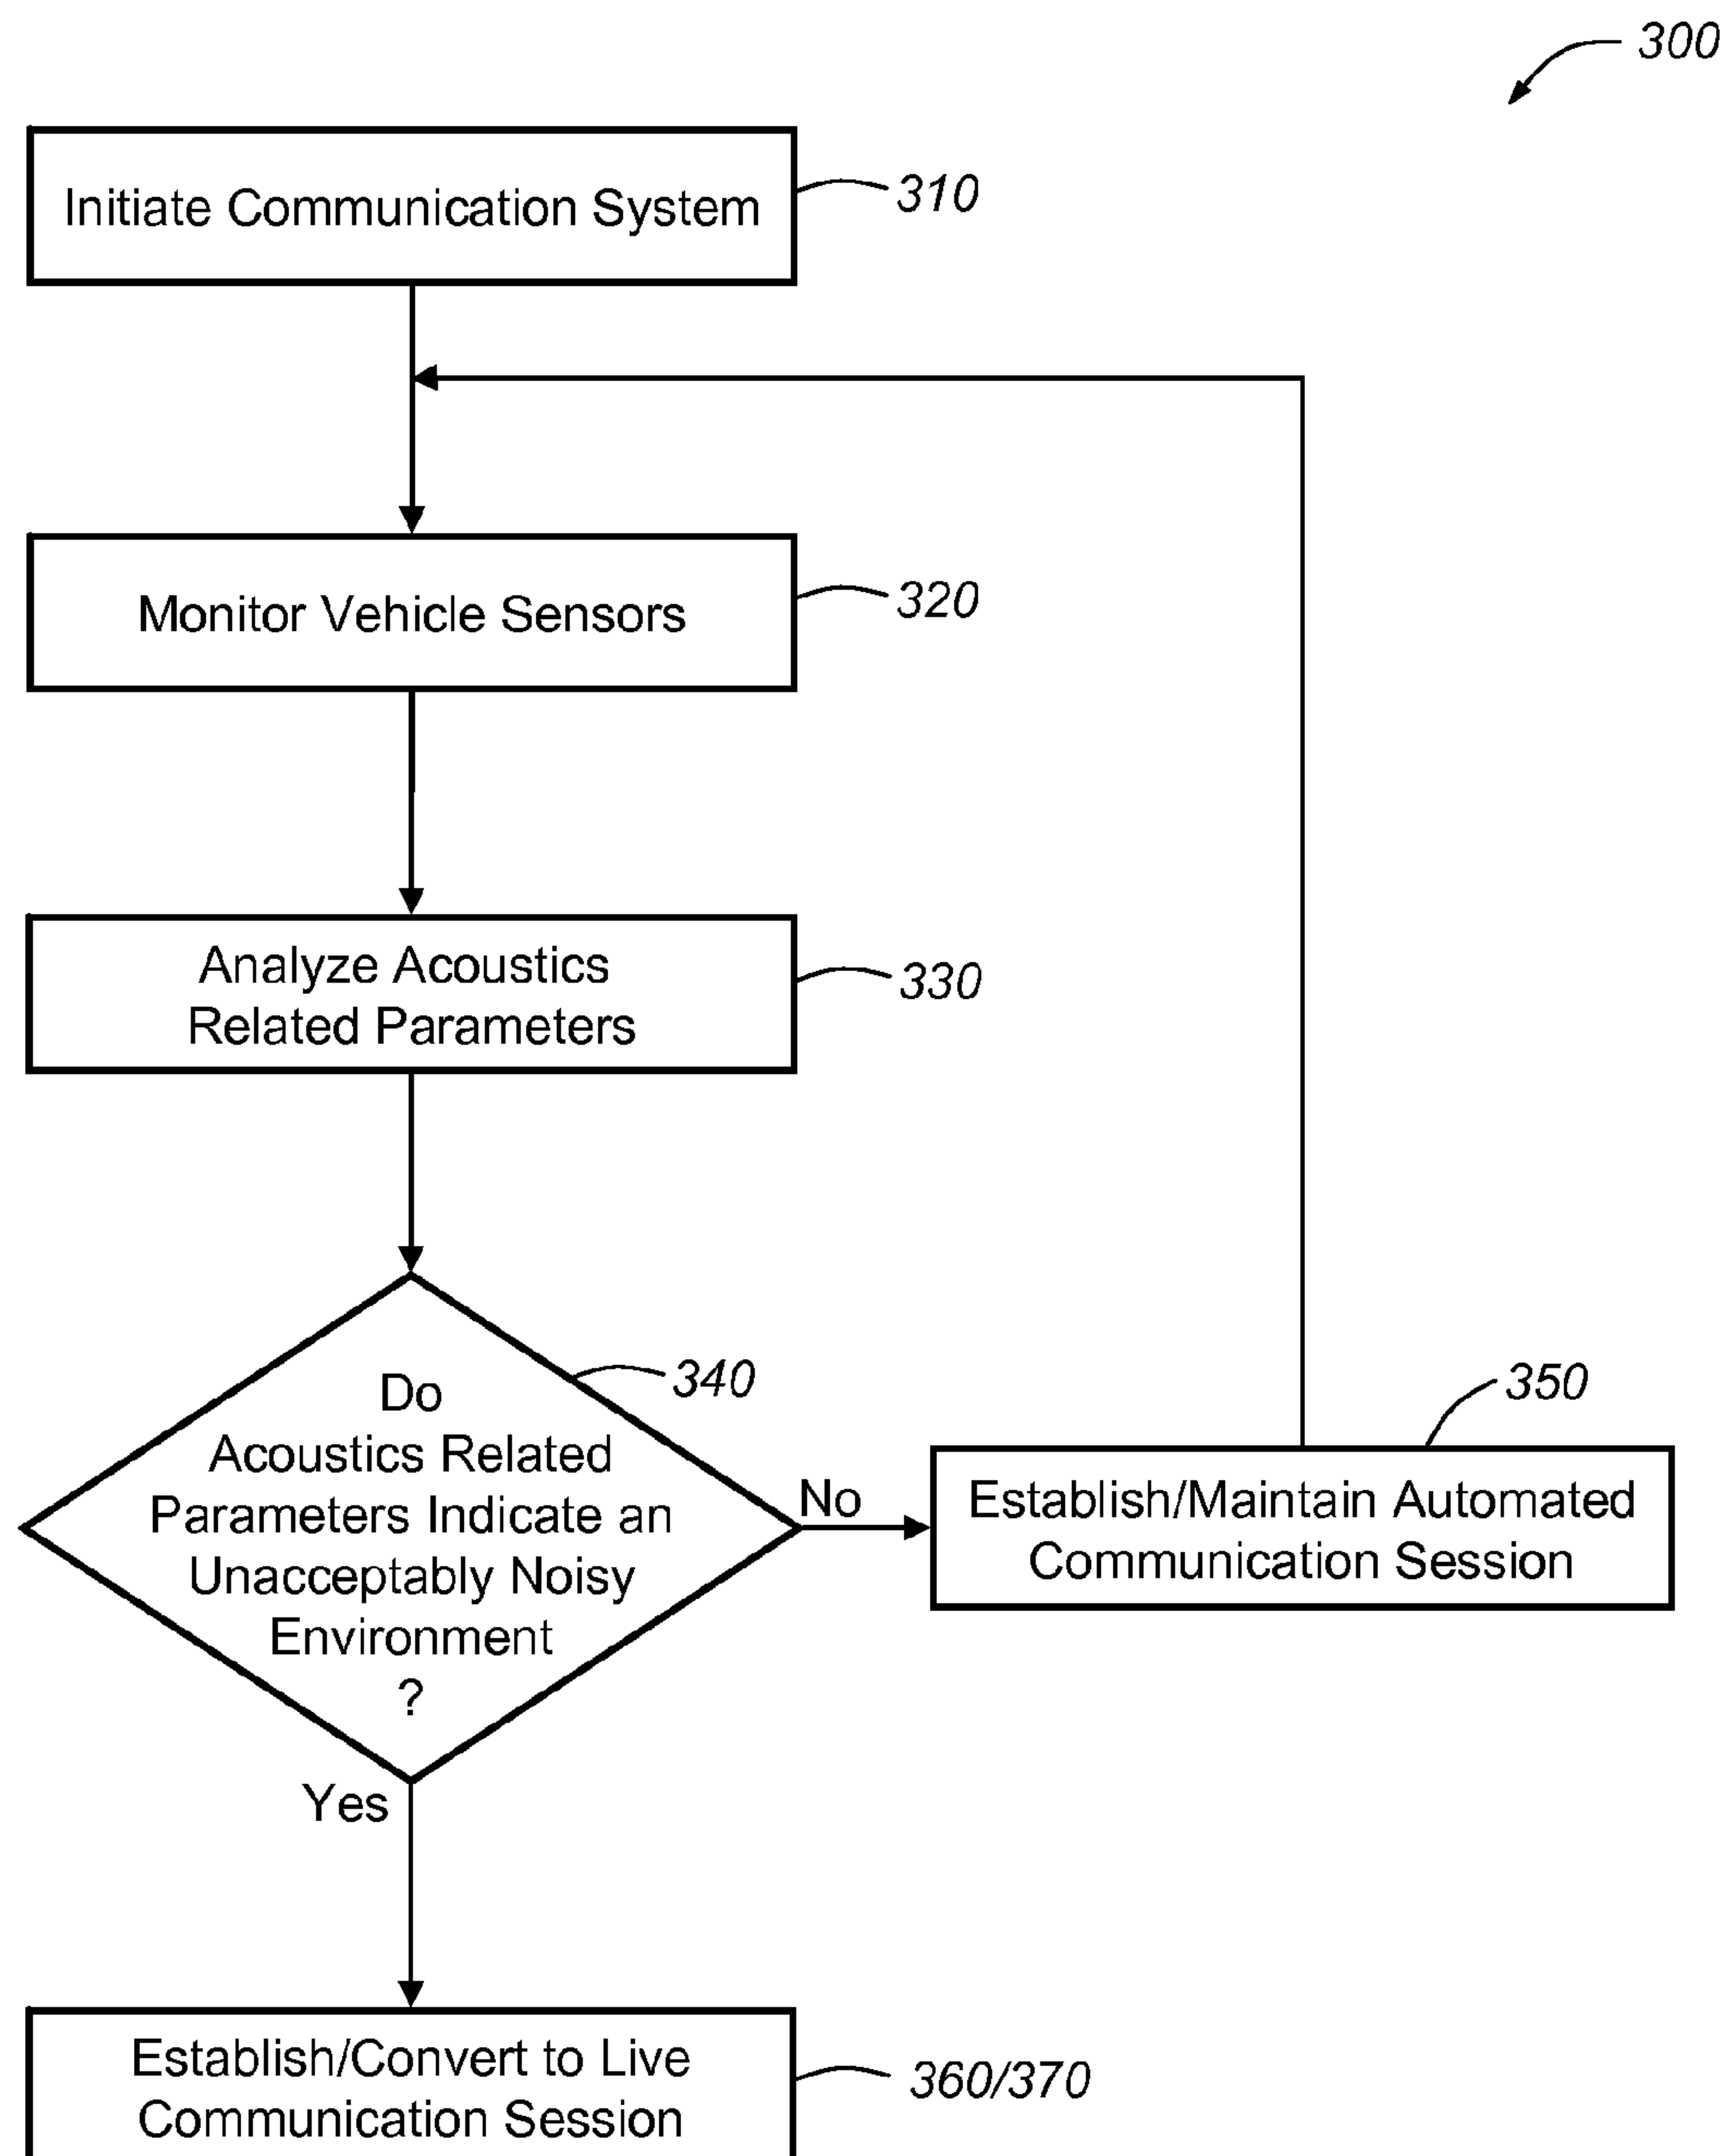 300
Initiate Communication System
310
Monitor Vehicle Sensors
320
Analyze Acoustics
Related Parameters
330
Do
Acoustics Related
Parameters Indicate an
Unacceptably Noisy
Environment
?
340
No
350
Establish/Maintain Automated
Communication Session
Yes
Establish/Convert to Live
Communication Session
360/370